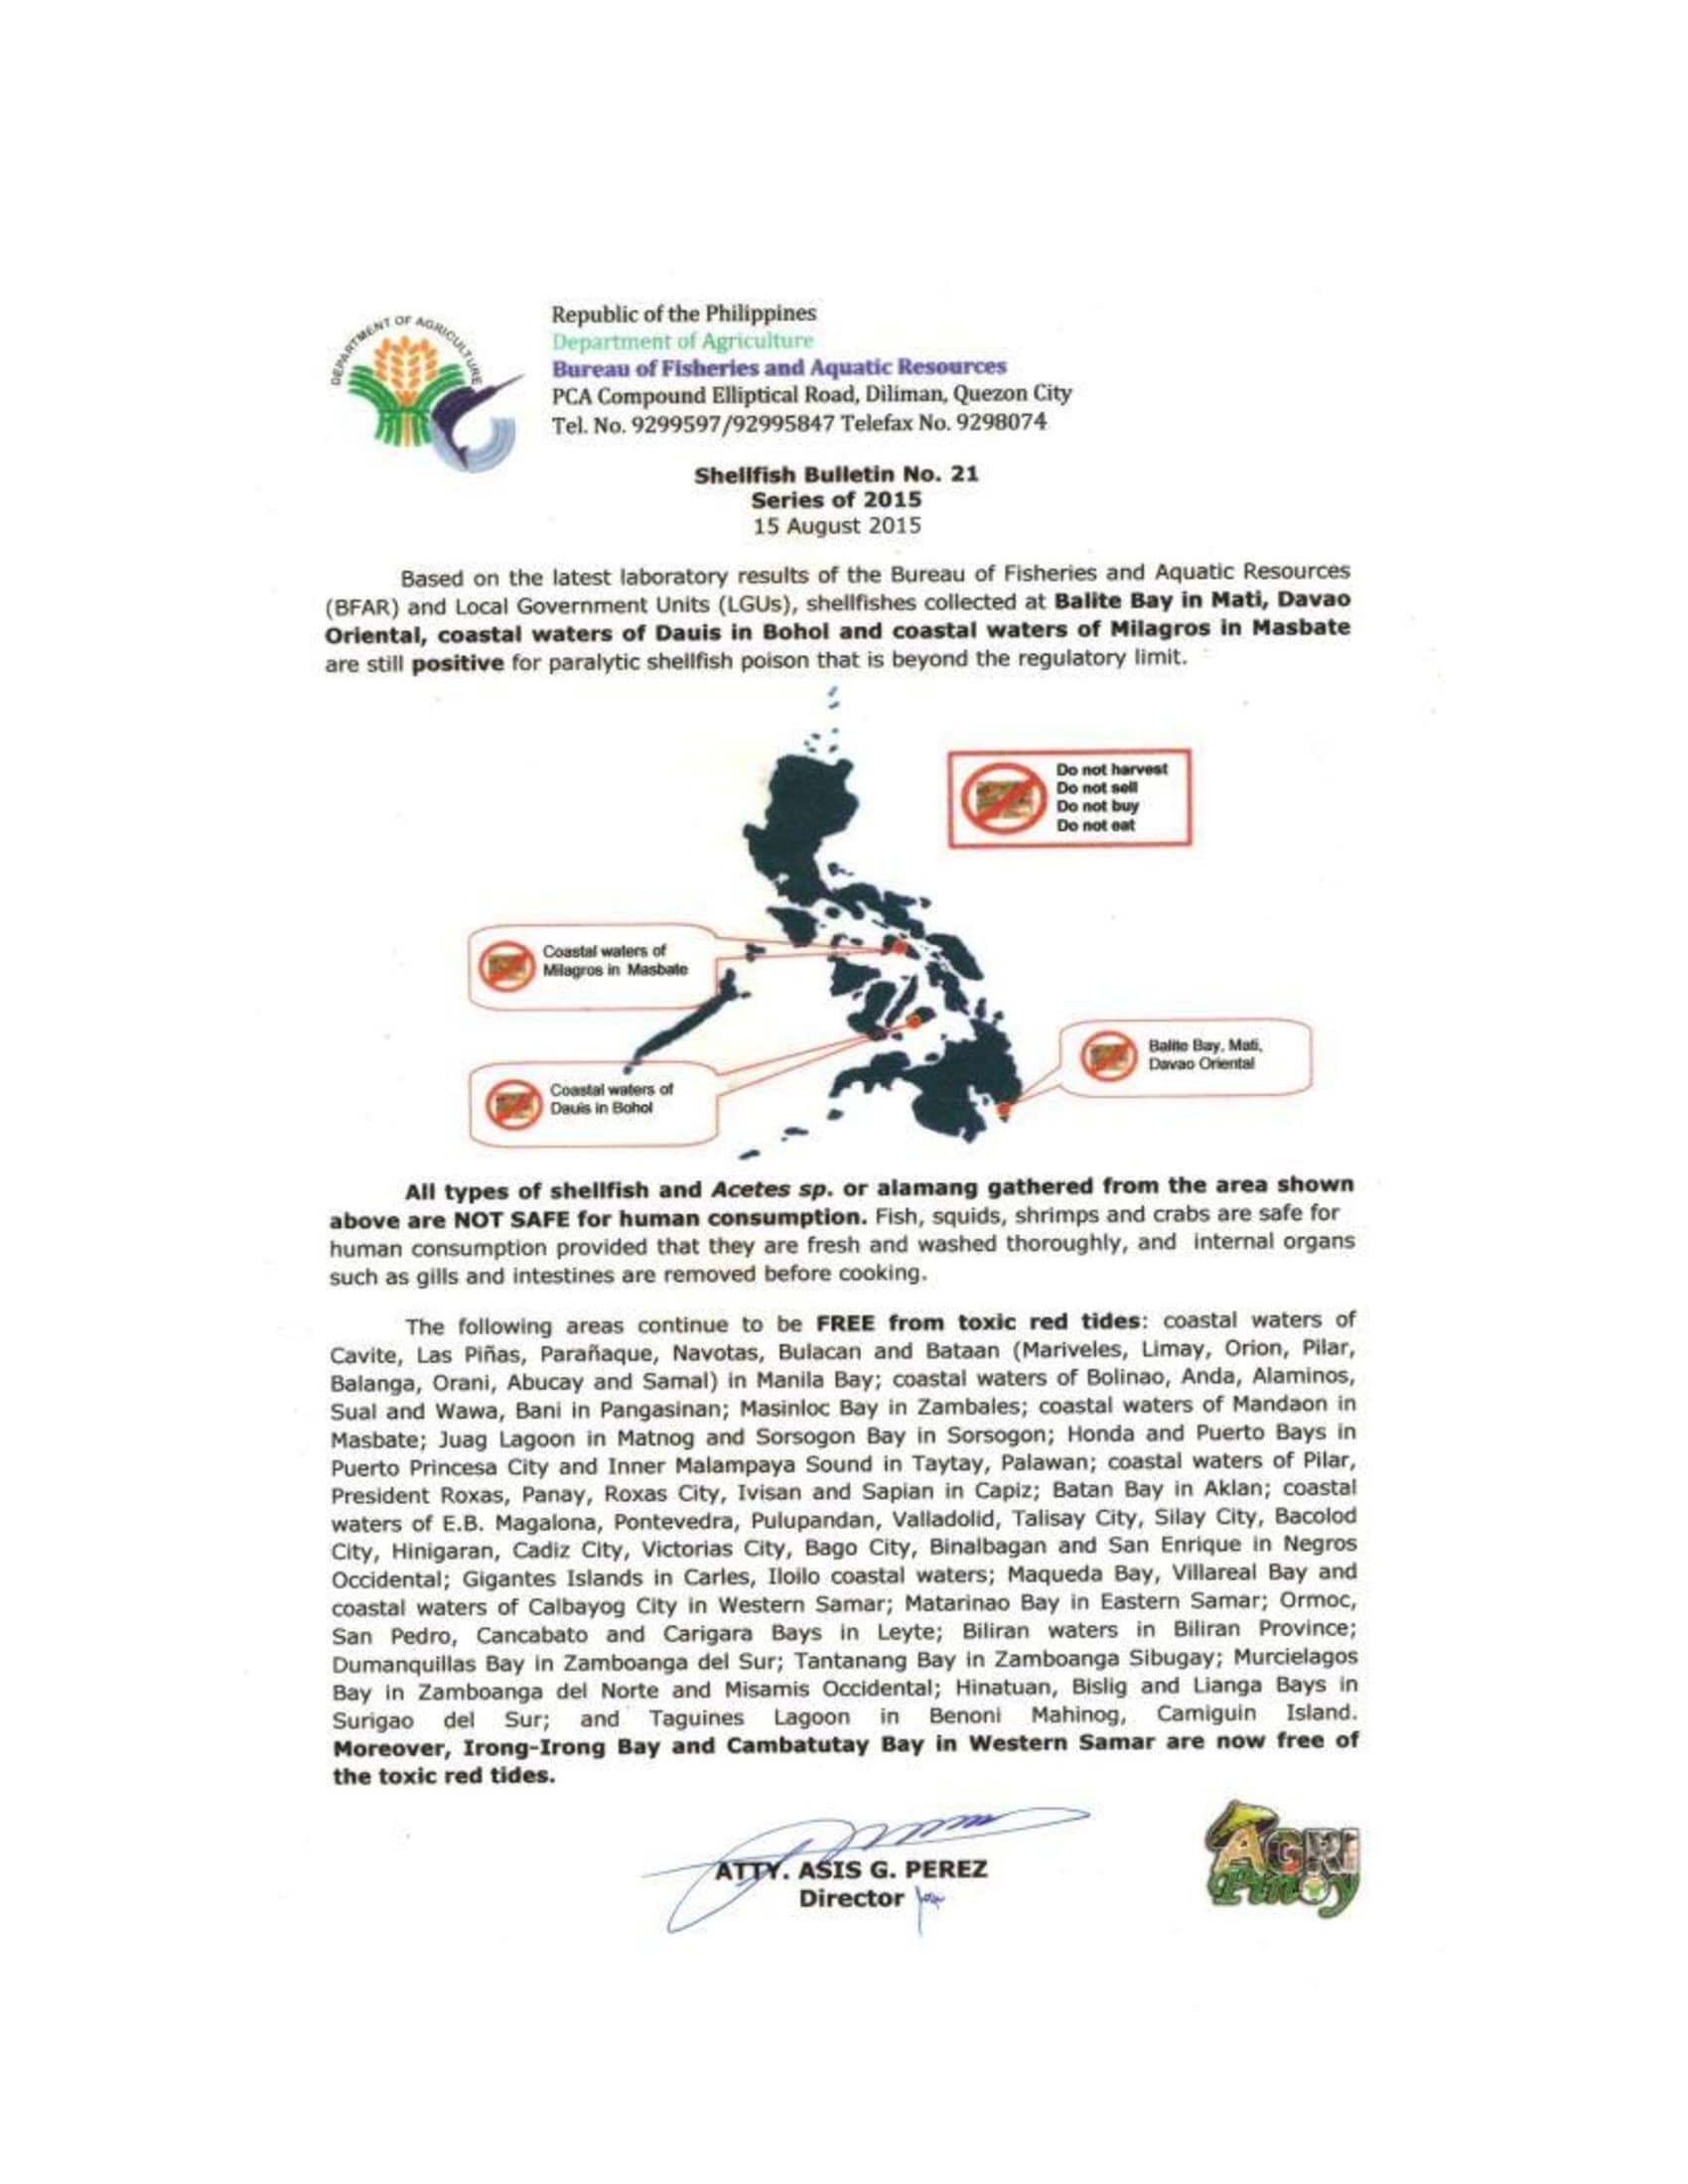 DEPARTMENT OF AGRICULTURE
Republic of the Philippines
Department of Agriculture
Bureau of Fisheries and Aquatic Resources
PCA Compound Elliptical Road, Diliman, Quezon City
Tel. No. 9299597/92995847 Telefax No. 9298074
Shellfish Bulletin No. 21
Series of 2015
15 August 2015
Based on the latest laboratory results of the Bureau of Fisheries and Aquatic Resources
(BFAR) and Local Government Units (LGUs), shellfishes collected at Balite Bay in Mati, Davao
Oriental, coastal waters of Dauis in Bohol and coastal waters of Milagros in Masbate
are still positive for paralytic shellfish poison that is beyond the regulatory limit.
Do not harvest
Do not sell
Do not buy
Do not eat
Coastal waters of
Milagros in Masbate
Balite Bay, Mati,
Davao Oriental
Coastal waters of
Dauis in Bohol
All types of shellfish and Acetes sp. or alamang gathered from the area shown
above are NOT SAFE for human consumption. Fish, squids, shrimps and crabs are safe for
human consumption provided that they are fresh and washed thoroughly, and internal organs
such as gills and intestines are removed before cooking.
The following areas continue to be FREE from toxic red tides: coastal waters of
Cavite, Las Piñas, Parañaque, Navotas, Bulacan and Bataan (Mariveles, Limay, Orion, Pilar,
Balanga, Orani, Abucay and Samal) in Manila Bay; coastal waters of Bolinao, Anda, Alaminos,
Sual and Wawa, Bani in Pangasinan; Masinloc Bay in Zambales; coastal waters of Mandaon in
Masbate; Juag Lagoon in Matnog and Sorsogon Bay in Sorsogon; Honda and Puerto Bays in
Puerto Princesa City and Inner Malampaya Sound in Taytay, Palawan; coastal waters of Pilar,
President Roxas, Panay, Roxas City, Ivisan and Sapian in Capiz; Batan Bay in Aklan; coastal
waters of E.B. Magalona, Pontevedra, Pulupandan, Valladolid, Talisay City, Silay City, Bacolod
City, Hinigaran, Cadiz City, Victorias City, Bago City, Binalbagan and San Enrique in Negros
Occidental; Gigantes Islands in Carles, Iloilo coastal waters; Maqueda Bay, Villareal Bay and
coastal waters of Calbayog City in Western Samar; Matarinao Bay in Eastern Samar; Ormoc,
San Pedro, Cancabato and Carigara Bays in Leyte; Biliran waters in Biliran Province;
Dumanquillas Bay in Zamboanga del Sur; Tantanang Bay in Zamboanga Sibugay; Murcielagos
Bay in Zamboanga del Norte and Misamis Occidental; Hinatuan, Bislig and Lianga Bays in
Surigao del Sur; and Taguines Lagoon in Benoni Mahinog, Camiguin Island.
Moreover, Irong-Irong Bay and Cambatutay Bay in Western Samar are now free of
the toxic red tides.
ATTY. ASIS G. PEREZ
Director
AGRI
Pinoy